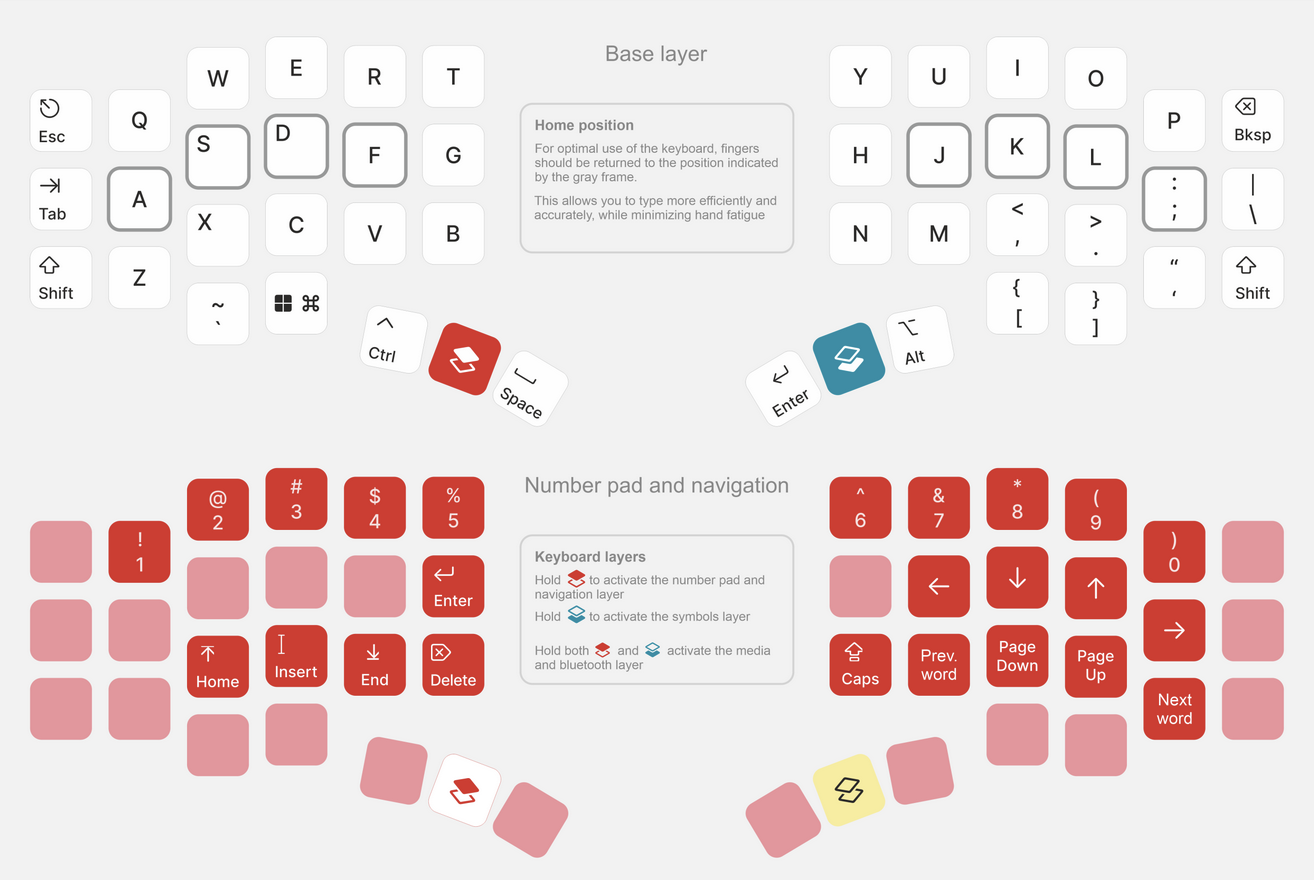 Base layer
W
E
R
T
Y
U
I
O
Esc
Q
P
Bksp
S
D
F
G
H
J
K
L
Tab
A
:
;
|
\
X
C
V
B
N
M
<
,
>
.
Shift
Z
“
‘
Shift
~
`
⌘
{
[
}
]
Ctrl
Space
Enter
Alt
Home position
For optimal use of the keyboard, fingers
should be returned to the position indicated
by the gray frame.
This allows you to type more efficiently and
accurately, while minimizing hand fatigue
Number pad and navigation
!
1
@
2
#
3
$
4
%
5
^
6
&
7
*
8
(
9
)
0
Enter
←
↓
↑
→
Home
Insert
End
Delete
Caps
Prev.
word
Page
Down
Page
Up
Next
word
Keyboard layers
Hold to activate the number pad and
navigation layer
Hold to activate the symbols layer
Hold both and activate the media
and bluetooth layer